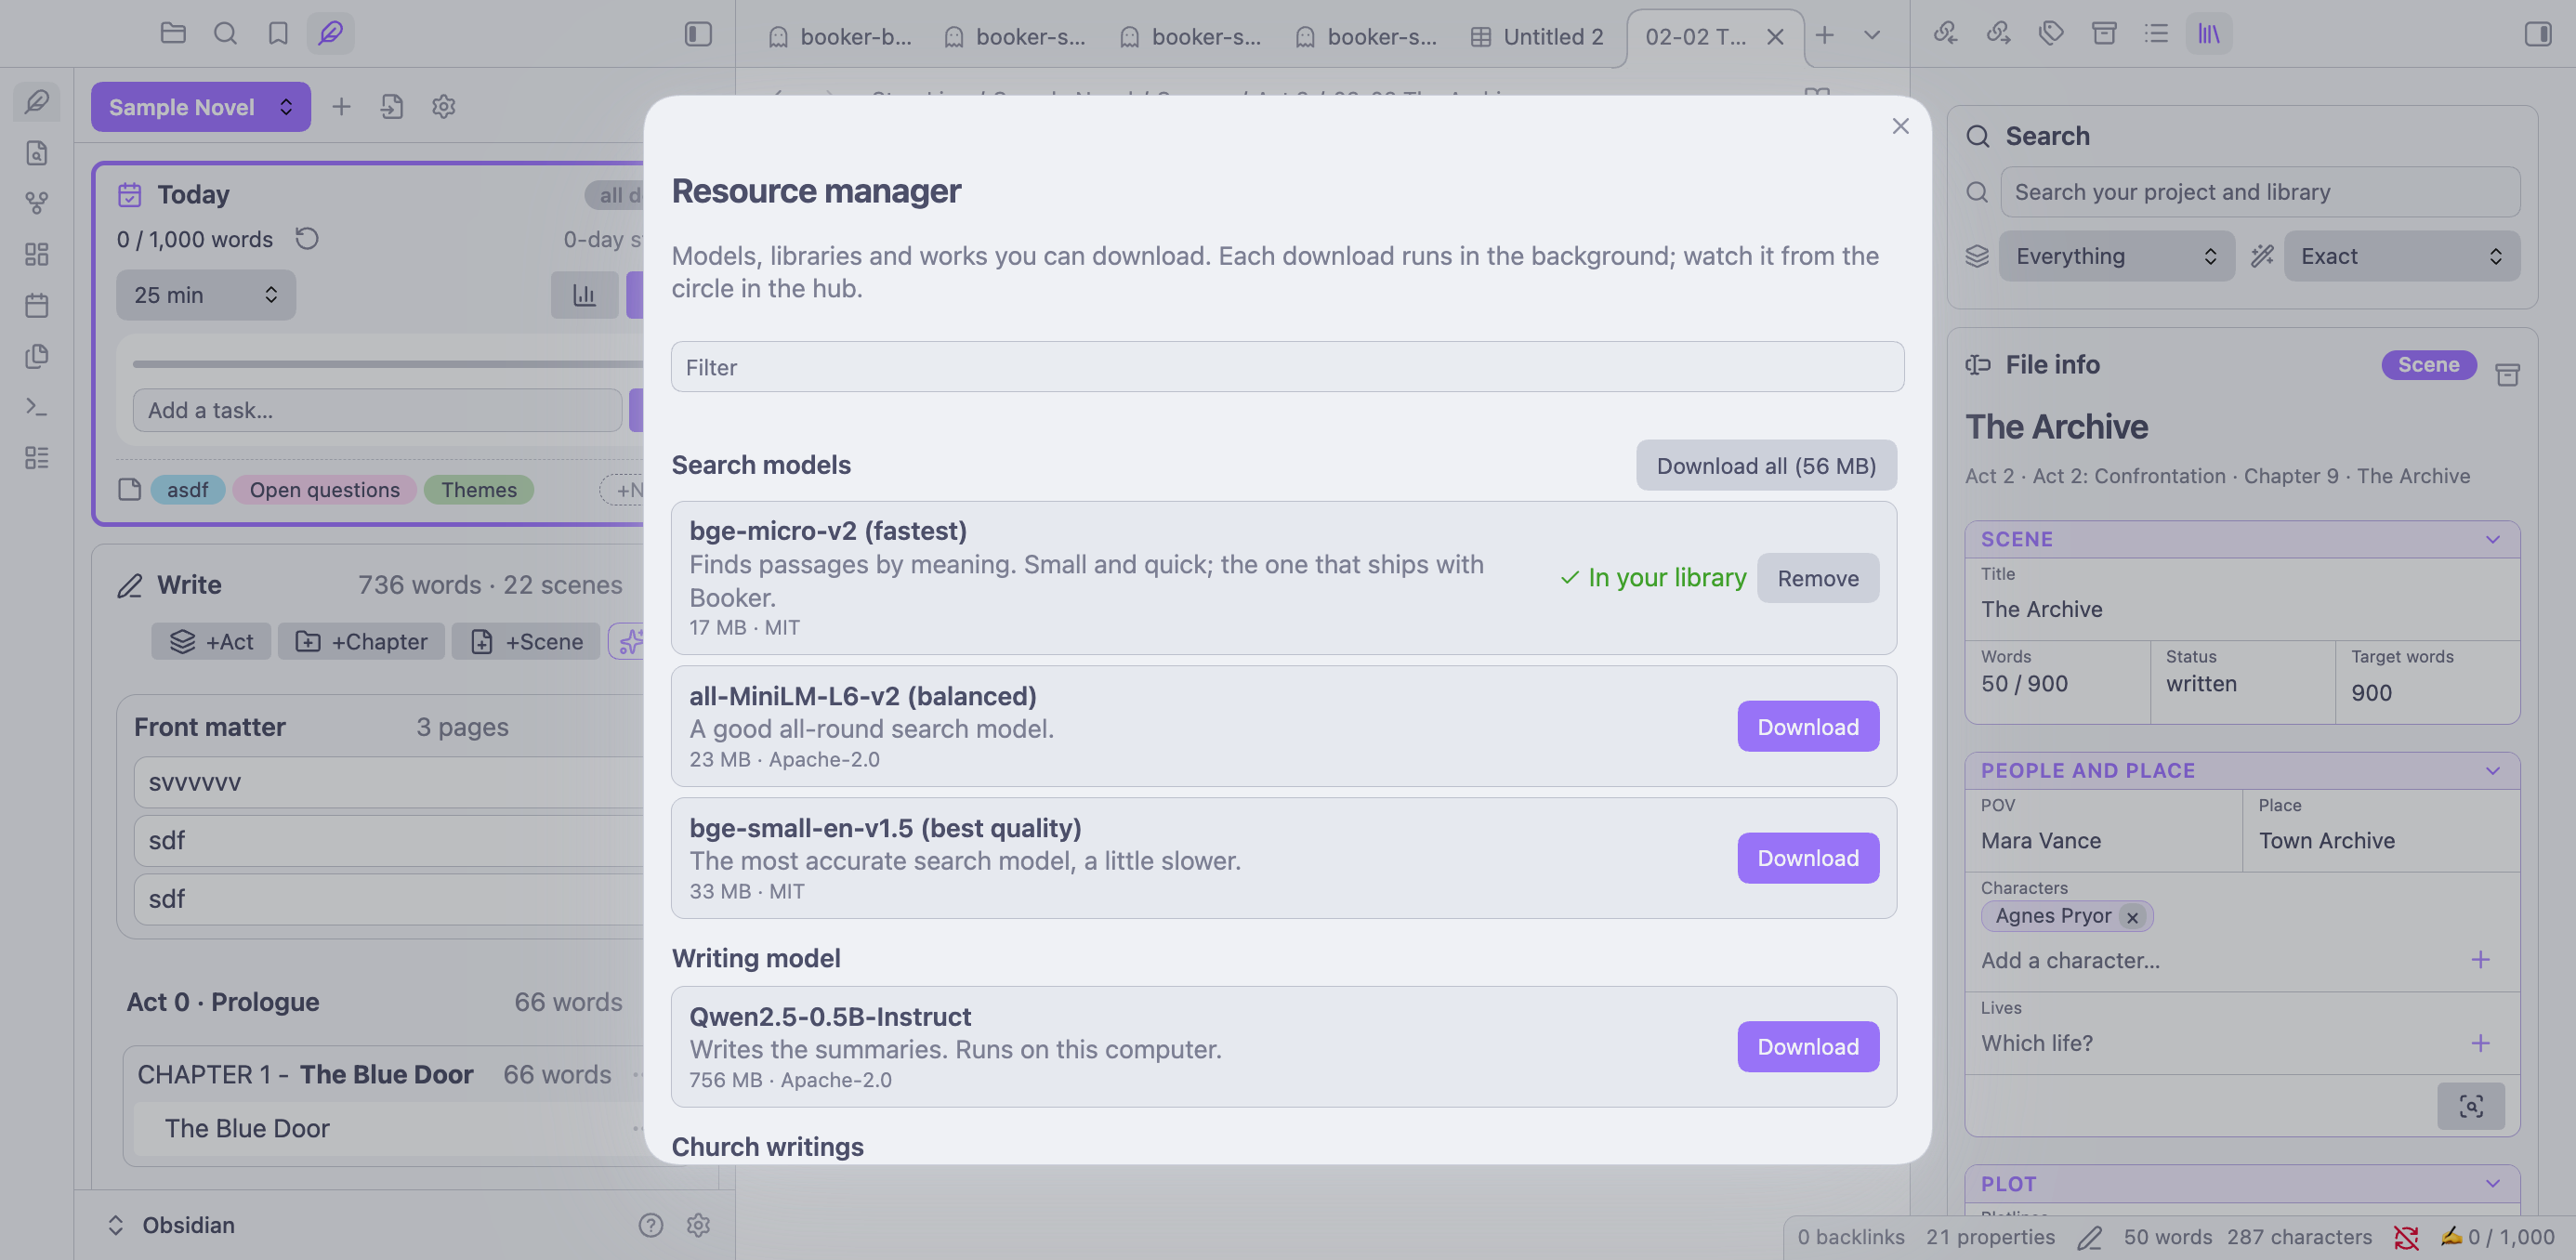 booker-b...
booker-s...
booker-s...
booker-s...
Untitled 2
02-02 T...
Sample Novel
Today
all d
0 / 1,000 words
0-day s
25 min
Add a task...
asdf
Open questions
Themes
+N
Write
736 words · 22 scenes
+Act
+Chapter
+Scene
Front matter
3 pages
svvvvvv
sdf
sdf
Act 0 · Prologue
66 words
CHAPTER 1 - The Blue Door
66 words
The Blue Door
Obsidian
Resource manager
Models, libraries and works you can download. Each download runs in the background; watch it from the
circle in the hub.
Filter
Search models
Download all (56 MB)
bge-micro-v2 (fastest)
Finds passages by meaning. Small and quick; the one that ships with
Booker.
17 MB · MIT
In your library
Remove
all-MiniLM-L6-v2 (balanced)
A good all-round search model.
23 MB · Apache-2.0
Download
bge-small-en-v1.5 (best quality)
The most accurate search model, a little slower.
33 MB · MIT
Download
Writing model
Qwen2.5-0.5B-Instruct
Writes the summaries. Runs on this computer.
756 MB · Apache-2.0
Download
Church writings
Search
Search your project and library
Everything
Exact
File info
Scene
The Archive
Act 2 · Act 2: Confrontation · Chapter 9 · The Archive
SCENE
Title
The Archive
Words
50 / 900
Status
written
Target words
900
PEOPLE AND PLACE
POV
Mara Vance
Place
Town Archive
Characters
Agnes Pryor
Add a character...
Lives
Which life?
PLOT
0 backlinks
21 properties
50 words
287 characters
0 / 1,000